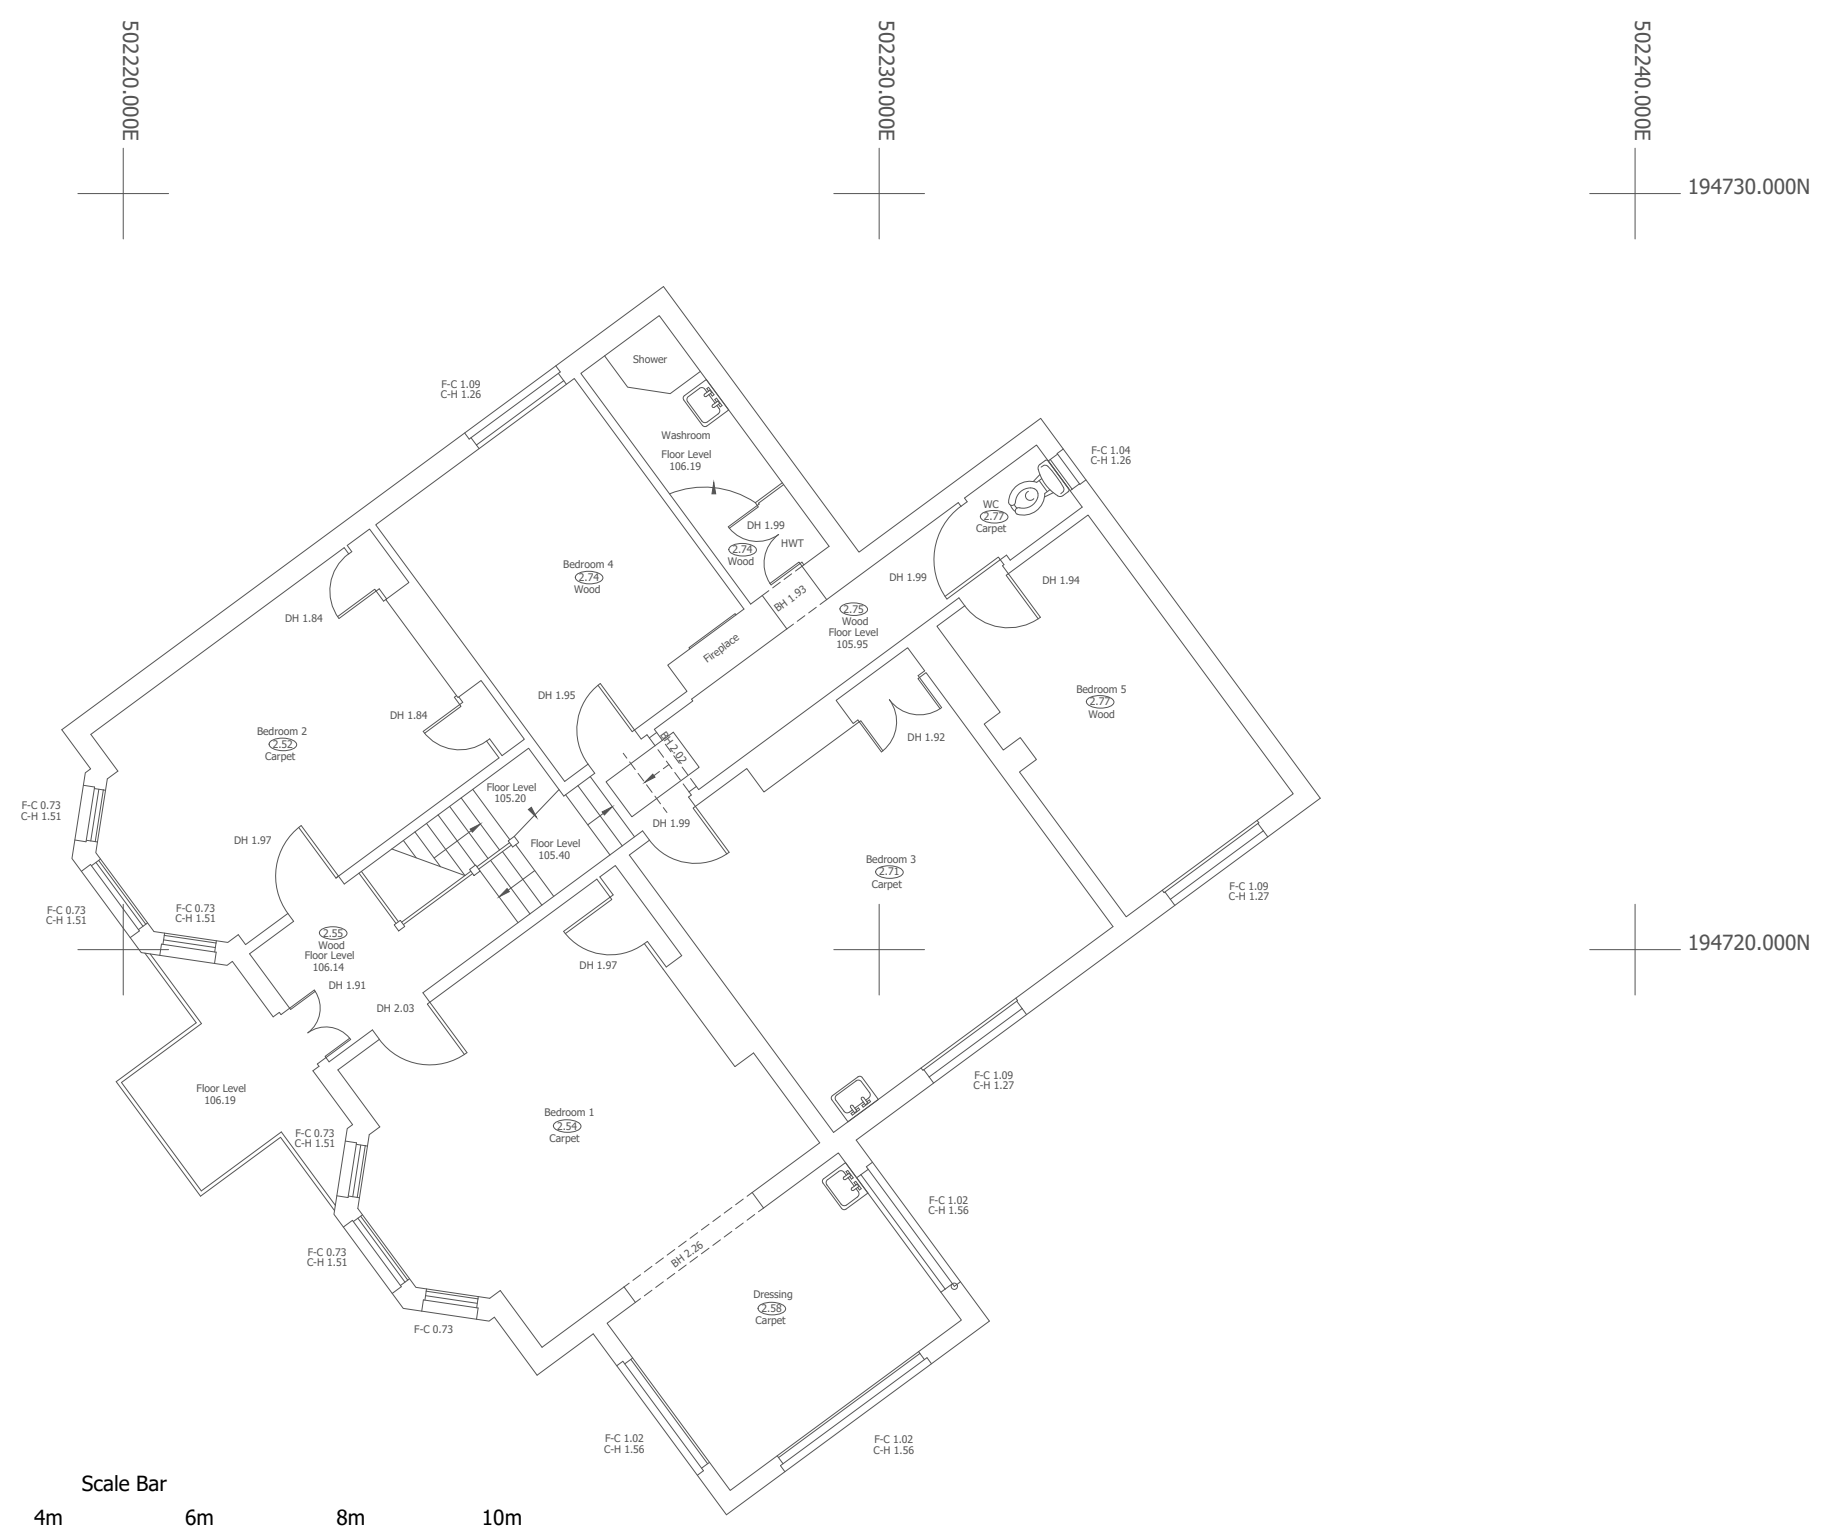 502220.000E
502230.000E
502240.000E
194730.000N
Shower
F-C 1.09
C-H 1.26
Washroom
Floor Level
106.19
F-C 1.04
C-H 1.26
WC
2.77
Carpet
DH 1.99
HWT
2.74
Wood
Bedroom 4
2.74
Wood
DH 1.99
DH 1.94
BH 1.93
2.75
Wood
Floor Level
105.95
DH 1.84
Fireplace
DH 1.95
Bedroom 5
2.77
Wood
DH 1.84
Bedroom 2
2.52
Carpet
BH 2.02
DH 1.92
Floor Level
105.20
F-C 0.73
C-H 1.51
DH 1.99
DH 1.97
Floor Level
105.40
Bedroom 3
2.71
Carpet
F-C 1.09
C-H 1.27
F-C 0.73
C-H 1.51
F-C 0.73
C-H 1.51
2.55
Wood
Floor Level
106.14
194720.000N
DH 1.97
DH 1.91
DH 2.03
F-C 1.09
C-H 1.27
Floor Level
106.19
Bedroom 1
2.54
Carpet
F-C 0.73
C-H 1.51
F-C 1.02
C-H 1.56
F-C 0.73
C-H 1.51
BH 2.26
Dressing
2.58
Carpet
F-C 0.73
F-C 1.02
C-H 1.56
F-C 1.02
C-H 1.56
Scale Bar
4m 6m 8m 10m